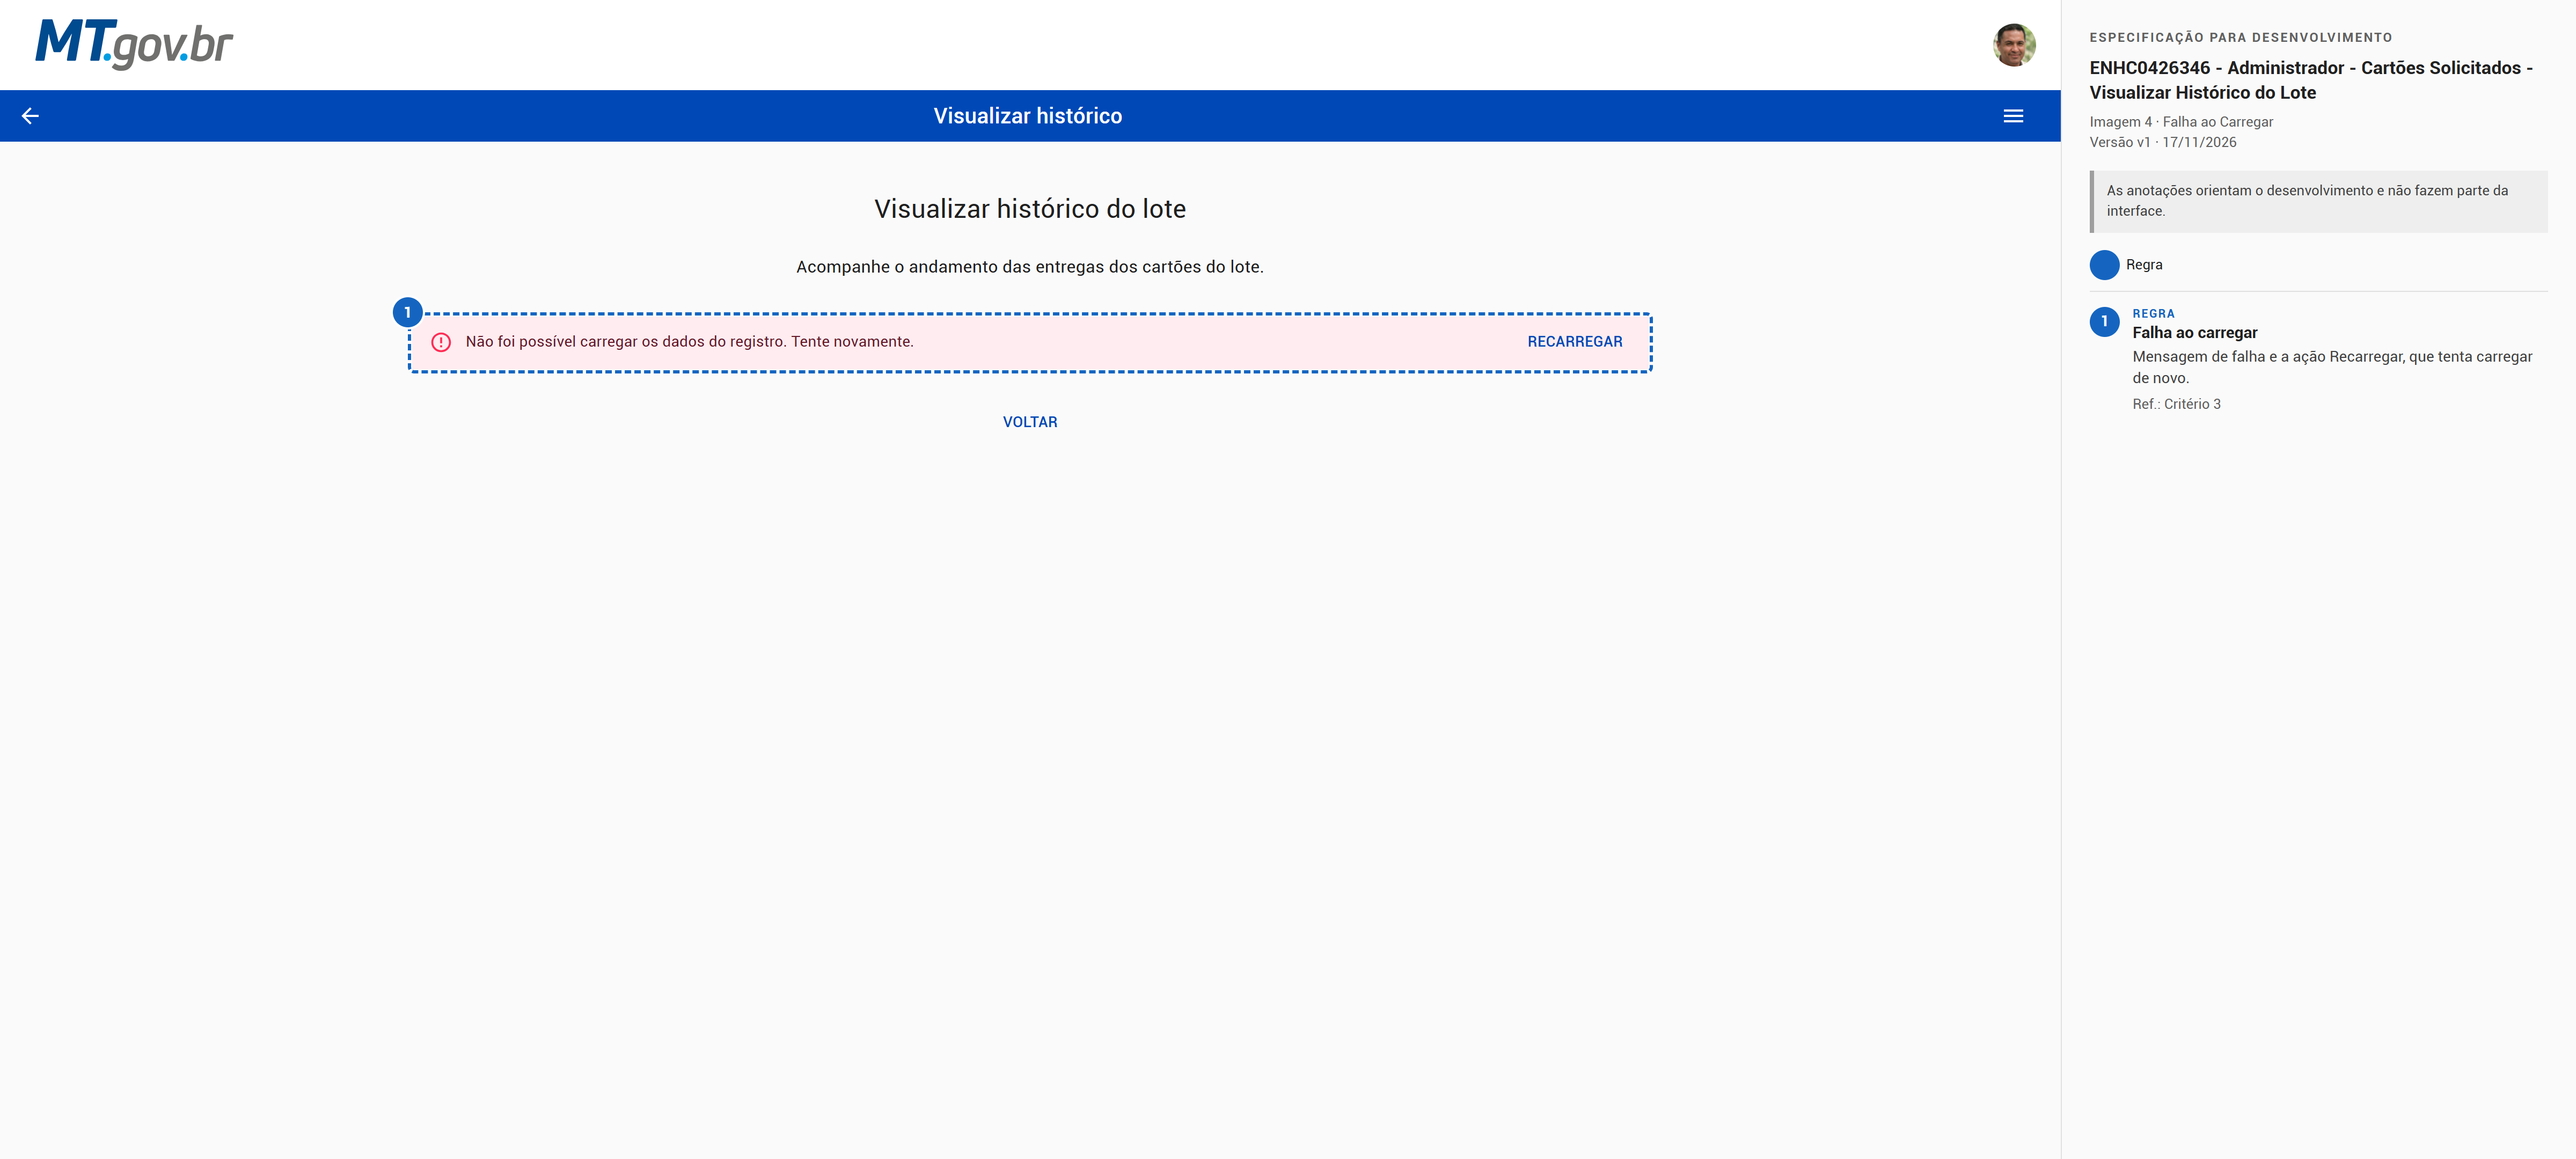 MT.gov.br
Visualizar histórico
Visualizar histórico do lote
Acompanhe o andamento das entregas dos cartões do lote.
1
Não foi possível carregar os dados do registro. Tente novamente.
RECARREGAR
VOLTAR
ESPECIFICAÇÃO PARA DESENVOLVIMENTO
ENHC0426346 - Administrador - Cartões Solicitados -
Visualizar Histórico do Lote
Imagem 4 · Falha ao Carregar
Versão v1 · 17/11/2026
As anotações orientam o desenvolvimento e não fazem parte da
interface.
Regra
1
REGRA
Falha ao carregar
Mensagem de falha e a ação Recarregar, que tenta carregar
de novo.
Ref.: Critério 3